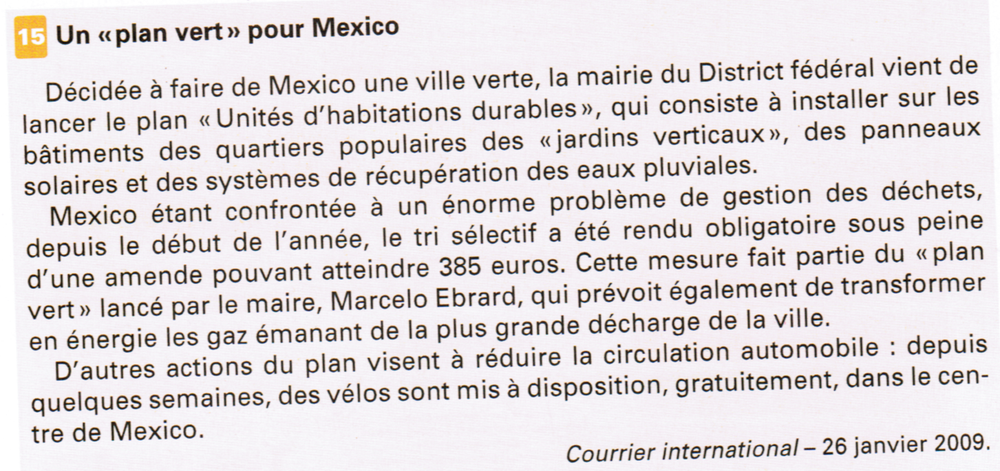 15 Un « plan vert » pour Mexico
Décidée à faire de Mexico une ville verte, la mairie du District fédéral vient de
lancer le plan « Unités d'habitations durables », qui consiste à installer sur les
bâtiments des quartiers populaires des « jardins verticaux », des panneaux
solaires et des systèmes de récupération des eaux pluviales.
Mexico étant confrontée à un énorme problème de gestion des déchets,
depuis le début de l'année, le tri sélectif a été rendu obligatoire sous peine
d'une amende pouvant atteindre 385 euros. Cette mesure fait partie du « plan
vert » lancé par le maire, Marcelo Ebrard, qui prévoit également de transformer
en énergie les gaz émanant de la plus grande décharge de la ville.
D'autres actions du plan visent à réduire la circulation automobile : depuis
quelques semaines, des vélos sont mis à disposition, gratuitement, dans le cen-
tre de Mexico.
Courrier international – 26 janvier 2009.